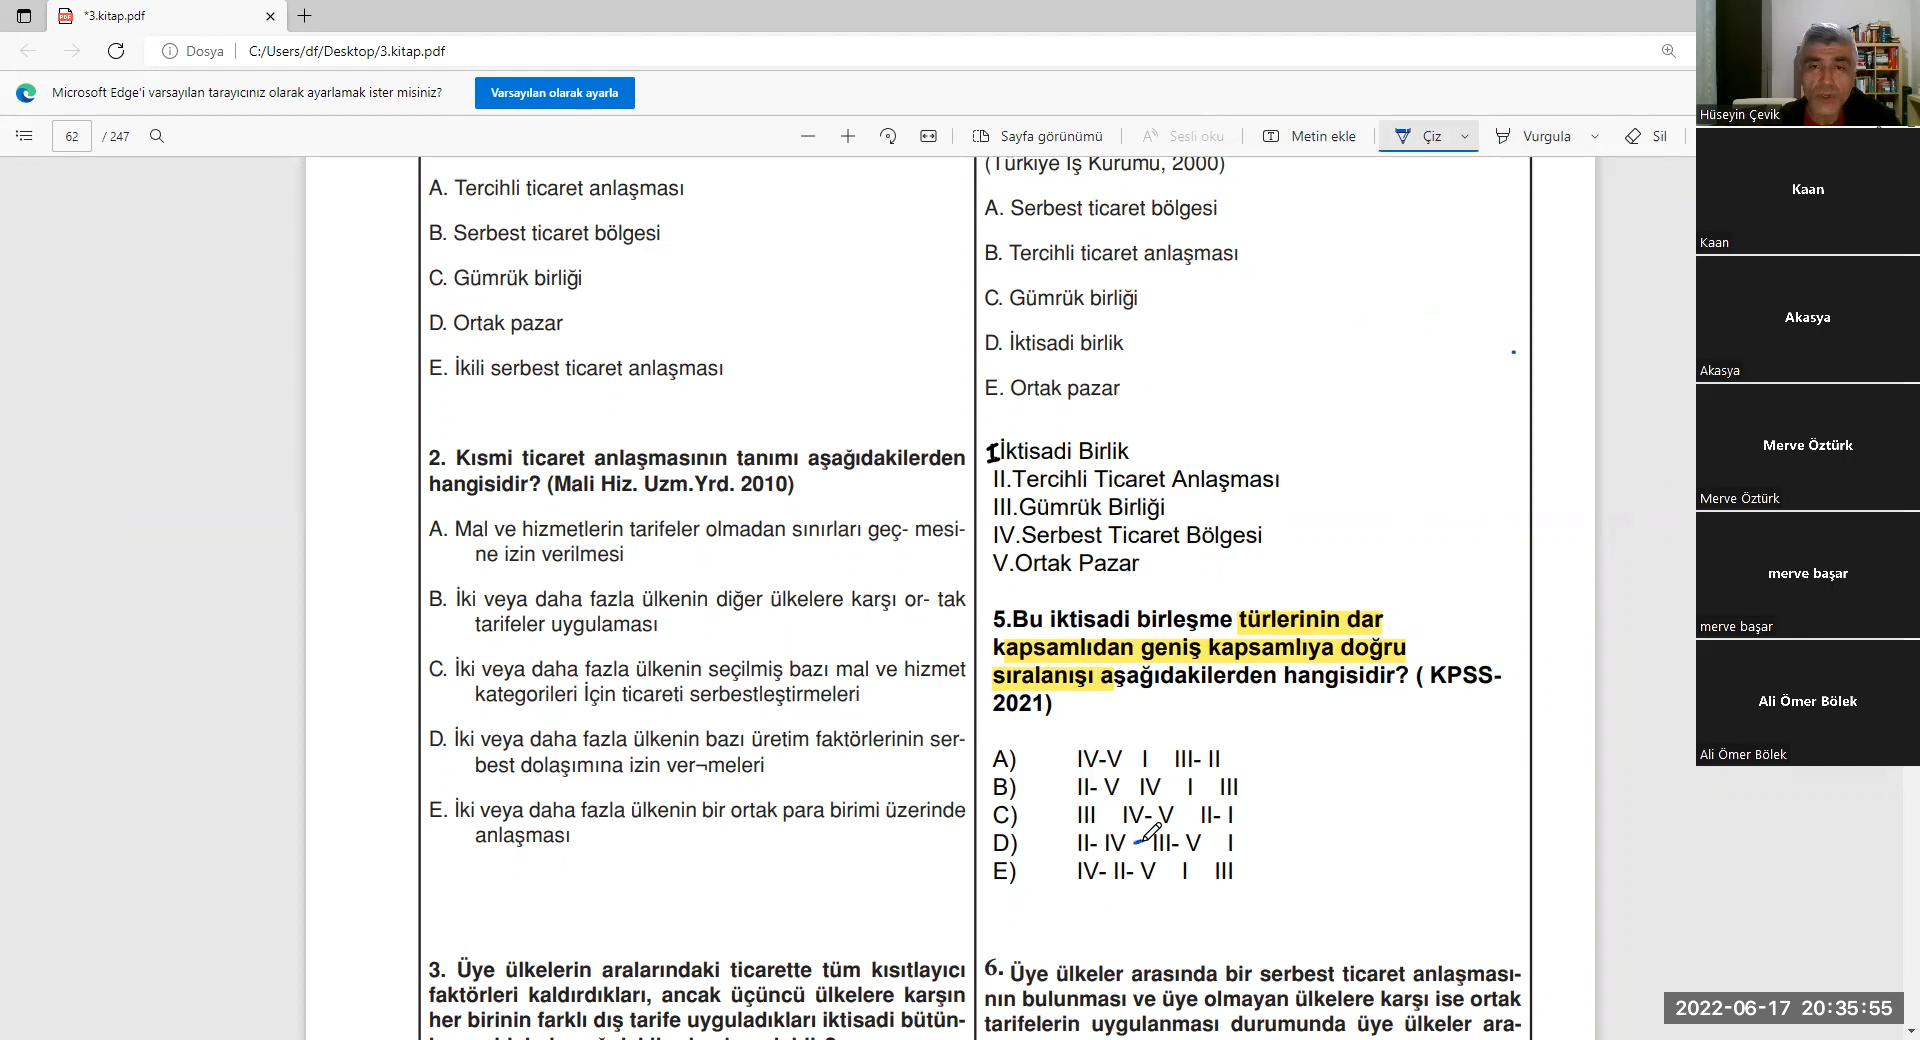 *3.kitap.pdf
Dosya
C:/Users/df/Desktop/3.kitap.pdf
Microsoft Edge'i varsayılan tarayıcınız olarak ayarlamak ister misiniz?
Varsayılan olarak ayarla
62
/ 247
Sayfa görünümü
Sesli oku
Metin ekle
Çiz
Vurgula
Sil
A. Tercihli ticaret anlaşması
B. Serbest ticaret bölgesi
C. Gümrük birliği
D. Ortak pazar
E. İkili serbest ticaret anlaşması
2. Kısmi ticaret anlaşmasının tanımı aşağıdakilerden
hangisidir? (Mali Hiz. Uzm.Yrd. 2010)
A. Mal ve hizmetlerin tarifeler olmadan sınırları geç- mesi-
ne izin verilmesi
B. İki veya daha fazla ülkenin diğer ülkelere karşı or- tak
tarifeler uygulaması
C. İki veya daha fazla ülkenin seçilmiş bazı mal ve hizmet
kategorileri İçin ticareti serbestleştirmeleri
D. İki veya daha fazla ülkenin bazı üretim faktörlerinin ser-
best dolaşımına izin ver¬meleri
E. İki veya daha fazla ülkenin bir ortak para birimi üzerinde
anlaşması
3. Üye ülkelerin aralarındaki ticarette tüm kısıtlayıcı
faktörleri kaldırdıkları, ancak üçüncü ülkelere karşın
her birinin farklı dış tarife uyguladıkları iktisadi bütün-
(Türkiye İş Kurumu, 2000)
A. Serbest ticaret bölgesi
B. Tercihli ticaret anlaşması
C. Gümrük birliği
D. İktisadi birlik
E. Ortak pazar
I İktisadi Birlik
II.Tercihli Ticaret Anlaşması
III.Gümrük Birliği
IV.Serbest Ticaret Bölgesi
V.Ortak Pazar
5.Bu iktisadi birleşme türlerinin dar
kapsamlıdan geniş kapsamlıya doğru
sıralanışı aşağıdakilerden hangisidir? ( KPSS-
2021)
A) IV-V I III- II
B) II- V IV I III
C) III IV- V II- I
D) II- IV III- V I
E) IV- II- V I III
6. Üye ülkeler arasında bir serbest ticaret anlaşması-
nın bulunması ve üye olmayan ülkelere karşı ise ortak
tarifelerin uygulanması durumunda üye ülkeler ara-
Hüseyin Çevik
Kaan
Kaan
Akasya
Akasya
Merve Öztürk
Merve Öztürk
merve başar
merve başar
Ali Ömer Bölek
Ali Ömer Bölek
2022-06-17 20:35:55